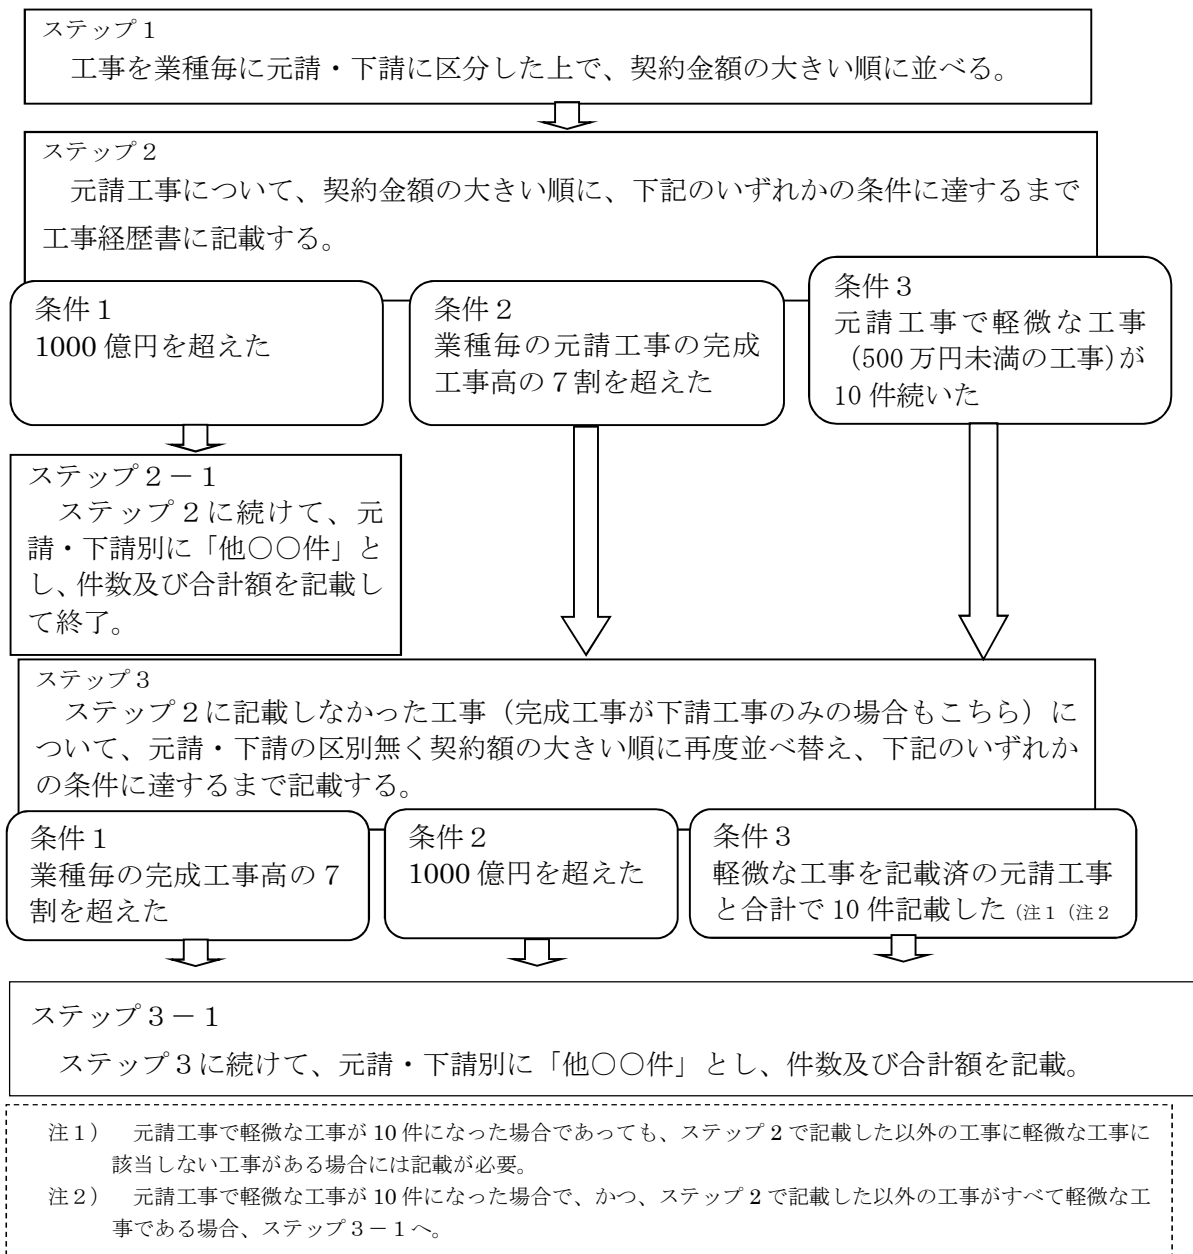 ステップ１
工事を業種毎に元請・下請に区分した上で、契約金額の大きい順に並べる。
ステップ２
元請工事について、契約金額の大きい順に、下記のいずれかの条件に達するまで
工事経歴書に記載する。
条件１
1000 億円を超えた
条件２
業種毎の元請工事の完成
工事高の７割を超えた
条件３
元請工事で軽微な工事
（500 万円未満の工事）が
10 件続いた
ステップ２－１
ステップ２に続けて、元
請・下請別に「他○○件」と
し、件数及び合計額を記載し
て終了。
ステップ３
ステップ２に記載しなかった工事（完成工事が下請工事のみの場合もこちら）に
ついて、元請・下請の区別無く契約額の大きい順に再度並べ替え、下記のいずれか
の条件に達するまで記載する。
条件１
業種毎の完成工事高の７
割を超えた
条件２
1000 億円を超えた
条件３
軽微な工事を記載済の元請工事
と合計で 10 件記載した（注１（注２
ステップ３－１
ステップ３に続けて、元請・下請別に「他○○件」とし、件数及び合計額を記載。
注１）　元請工事で軽微な工事が 10 件になった場合であっても、ステップ 2 で記載した以外の工事に軽微な工事に
該当しない工事がある場合には記載が必要。
注２）　元請工事で軽微な工事が 10 件になった場合で、かつ、ステップ 2 で記載した以外の工事がすべて軽微な工
事である場合、ステップ３－１へ。